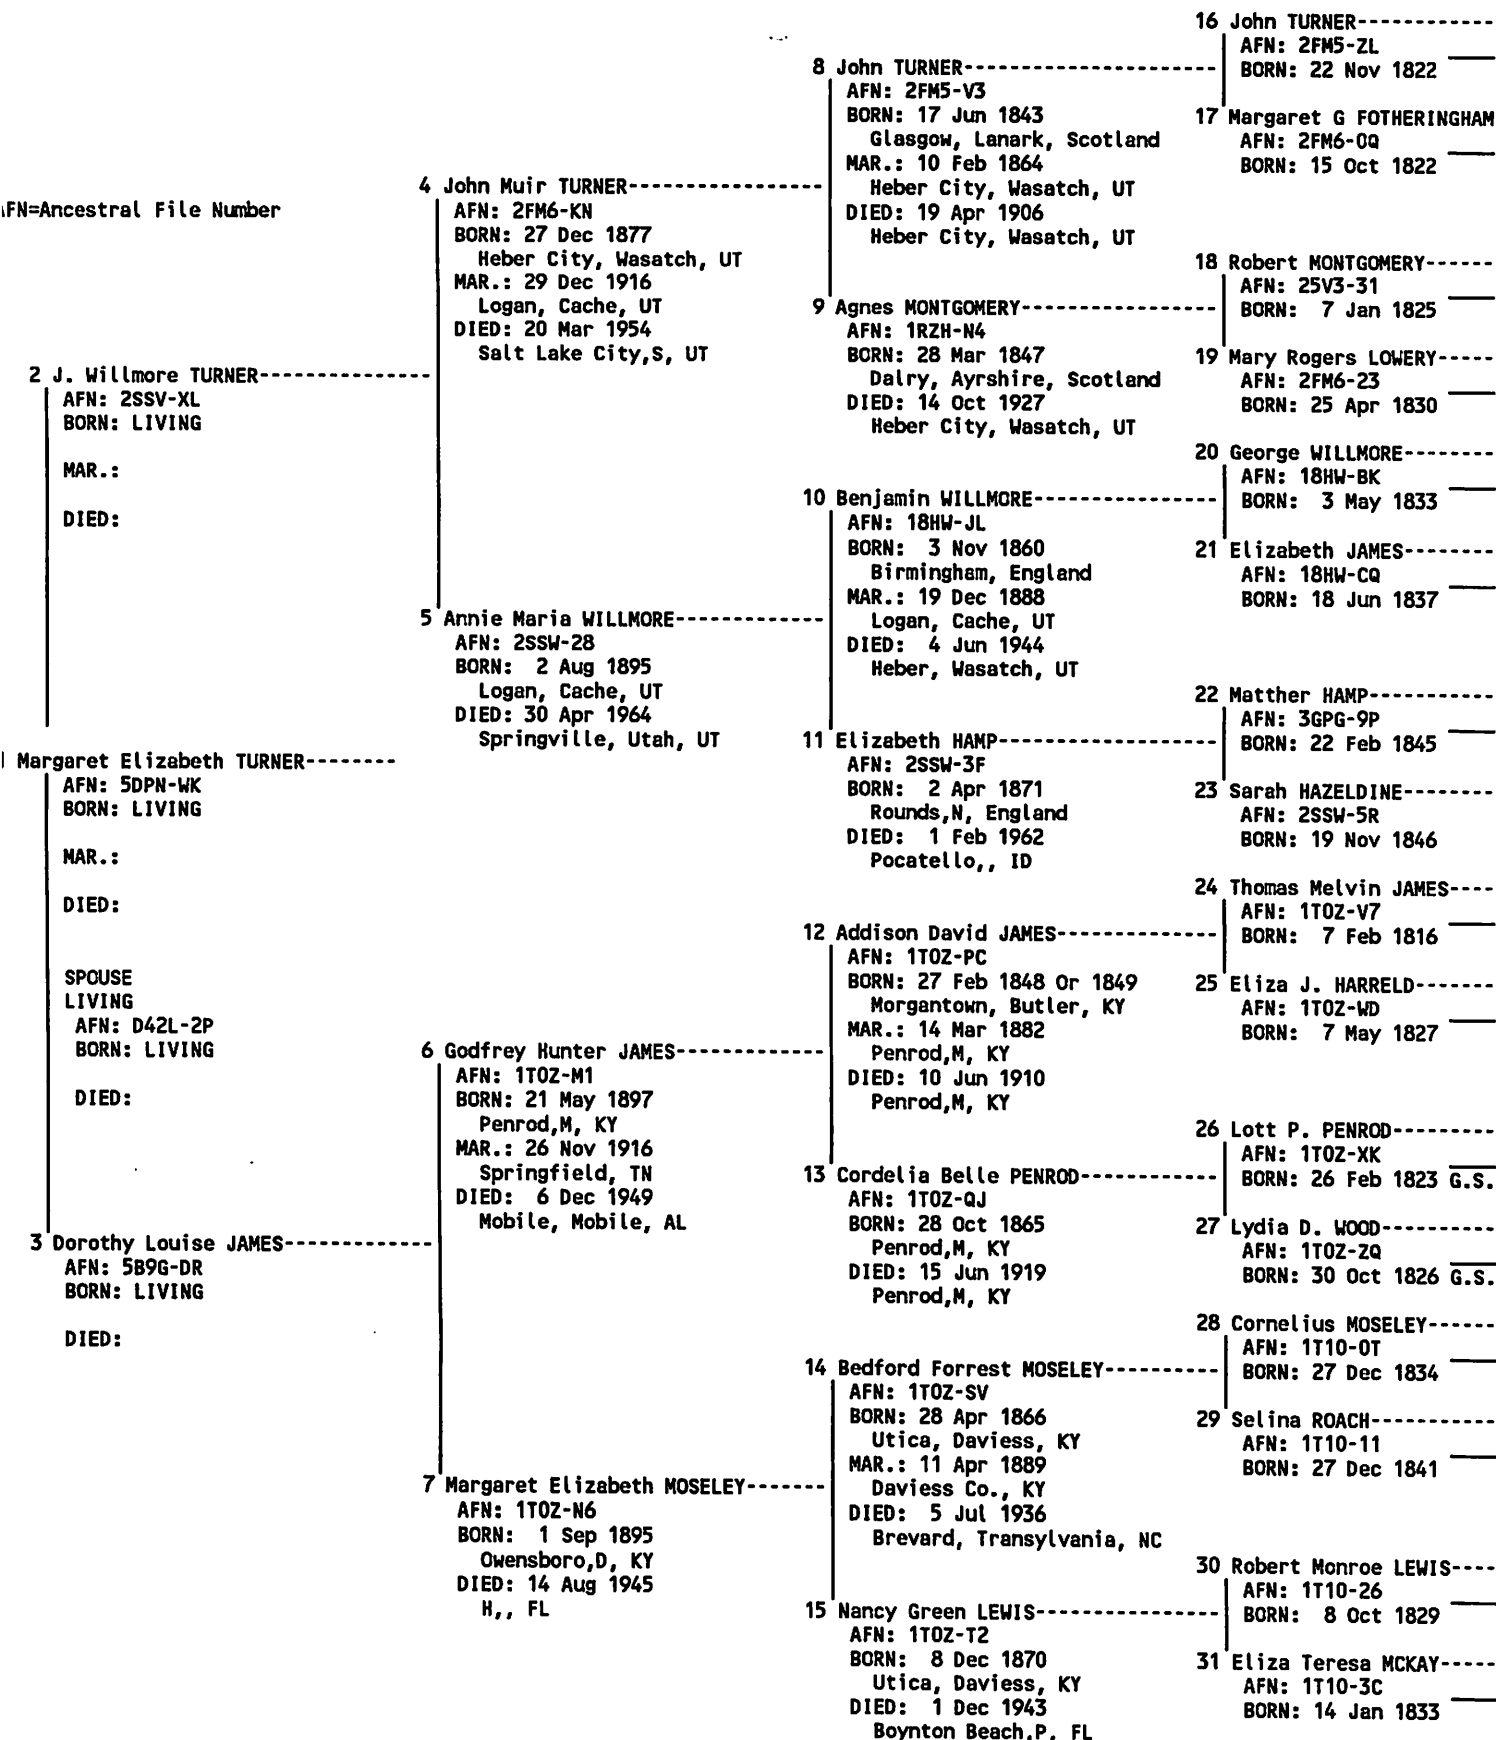 AFN=Ancestral File Number
2 J. Willmore TURNER---------------
AFN: 2SSV-XL
BORN: LIVING
MAR.:
DIED:
Margaret Elizabeth TURNER--------
AFN: 5DPN-WK
BORN: LIVING
MAR.:
DIED:
SPOUSE
LIVING
AFN: D42L-2P
BORN: LIVING
DIED:
3 Dorothy Louise JAMES-------------
AFN: 5B9G-DR
BORN: LIVING
DIED:
4 John Muir TURNER-----------------
AFN: 2FM6-KN
BORN: 27 Dec 1877
Heber City, Wasatch, UT
MAR.: 29 Dec 1916
Logan, Cache, UT
DIED: 20 Mar 1954
Salt Lake City,S, UT
5 Annie Maria WILLMORE-------------
AFN: 2SSW-28
BORN: 2 Aug 1895
Logan, Cache, UT
DIED: 30 Apr 1964
Springville, Utah, UT
6 Godfrey Hunter JAMES-------------
AFN: 1TOZ-M1
BORN: 21 May 1897
Penrod,M, KY
MAR.: 26 Nov 1916
Springfield, TN
DIED: 6 Dec 1949
Mobile, Mobile, AL
7 Margaret Elizabeth MOSELEY-------
AFN: 1TOZ-N6
BORN: 1 Sep 1895
Owensboro,D, KY
DIED: 14 Aug 1945
H,, FL
8 John TURNER----------------------
AFN: 2FM5-V3
BORN: 17 Jun 1843
Glasgow, Lanark, Scotland
MAR.: 10 Feb 1864
Heber City, Wasatch, UT
DIED: 19 Apr 1906
Heber City, Wasatch, UT
9 Agnes MONTGOMERY-----------------
AFN: 1RZH-N4
BORN: 28 Mar 1847
Dalry, Ayrshire, Scotland
DIED: 14 Oct 1927
Heber City, Wasatch, UT
10 Benjamin WILLMORE----------------
AFN: 18HW-JL
BORN: 3 Nov 1860
Birmingham, England
MAR.: 19 Dec 1888
Logan, Cache, UT
DIED: 4 Jun 1944
Heber, Wasatch, UT
11 Elizabeth HAMP-------------------
AFN: 2SSW-3F
BORN: 2 Apr 1871
Rounds,N, England
DIED: 1 Feb 1962
Pocatello,, ID
12 Addison David JAMES--------------
AFN: 1TOZ-PC
BORN: 27 Feb 1848 Or 1849
Morgantown, Butler, KY
MAR.: 14 Mar 1882
Penrod,M, KY
DIED: 10 Jun 1910
Penrod,M, KY
13 Cordelia Belle PENROD------------
AFN: 1TOZ-QJ
BORN: 28 Oct 1865
Penrod,M, KY
DIED: 15 Jun 1919
Penrod,M, KY
14 Bedford Forrest MOSELEY----------
AFN: 1TOZ-SV
BORN: 28 Apr 1866
Utica, Daviess, KY
MAR.: 11 Apr 1889
Daviess Co., KY
DIED: 5 Jul 1936
Brevard, Transylvania, NC
15 Nancy Green LEWIS----------------
AFN: 1TOZ-T2
BORN: 8 Dec 1870
Utica, Daviess, KY
DIED: 1 Dec 1943
Boynton Beach,P, FL
16 John TURNER------------
AFN: 2FM5-ZL
BORN: 22 Nov 1822
17 Margaret G FOTHERINGHAM
AFN: 2FM6-0Q
BORN: 15 Oct 1822
18 Robert MONTGOMERY------
AFN: 25V3-31
BORN: 7 Jan 1825
19 Mary Rogers LOWERY-----
AFN: 2FM6-23
BORN: 25 Apr 1830
20 George WILLMORE--------
AFN: 18HW-BK
BORN: 3 May 1833
21 Elizabeth JAMES--------
AFN: 18HW-CQ
BORN: 18 Jun 1837
22 Matther HAMP-----------
AFN: 3GPG-9P
BORN: 22 Feb 1845
23 Sarah HAZELDINE--------
AFN: 2SSW-5R
BORN: 19 Nov 1846
24 Thomas Melvin JAMES----
AFN: 1TOZ-V7
BORN: 7 Feb 1816
25 Eliza J. HARRELD-------
AFN: 1TOZ-WD
BORN: 7 May 1827
26 Lott P. PENROD---------
AFN: 1TOZ-XK
BORN: 26 Feb 1823 G.S.
27 Lydia D. WOOD----------
AFN: 1TOZ-ZQ
BORN: 30 Oct 1826 G.S.
28 Cornelius MOSELEY------
AFN: 1T10-0T
BORN: 27 Dec 1834
29 Selina ROACH-----------
AFN: 1T10-11
BORN: 27 Dec 1841
30 Robert Monroe LEWIS----
AFN: 1T10-26
BORN: 8 Oct 1829
31 Eliza Teresa MCKAY-----
AFN: 1T10-3C
BORN: 14 Jan 1833